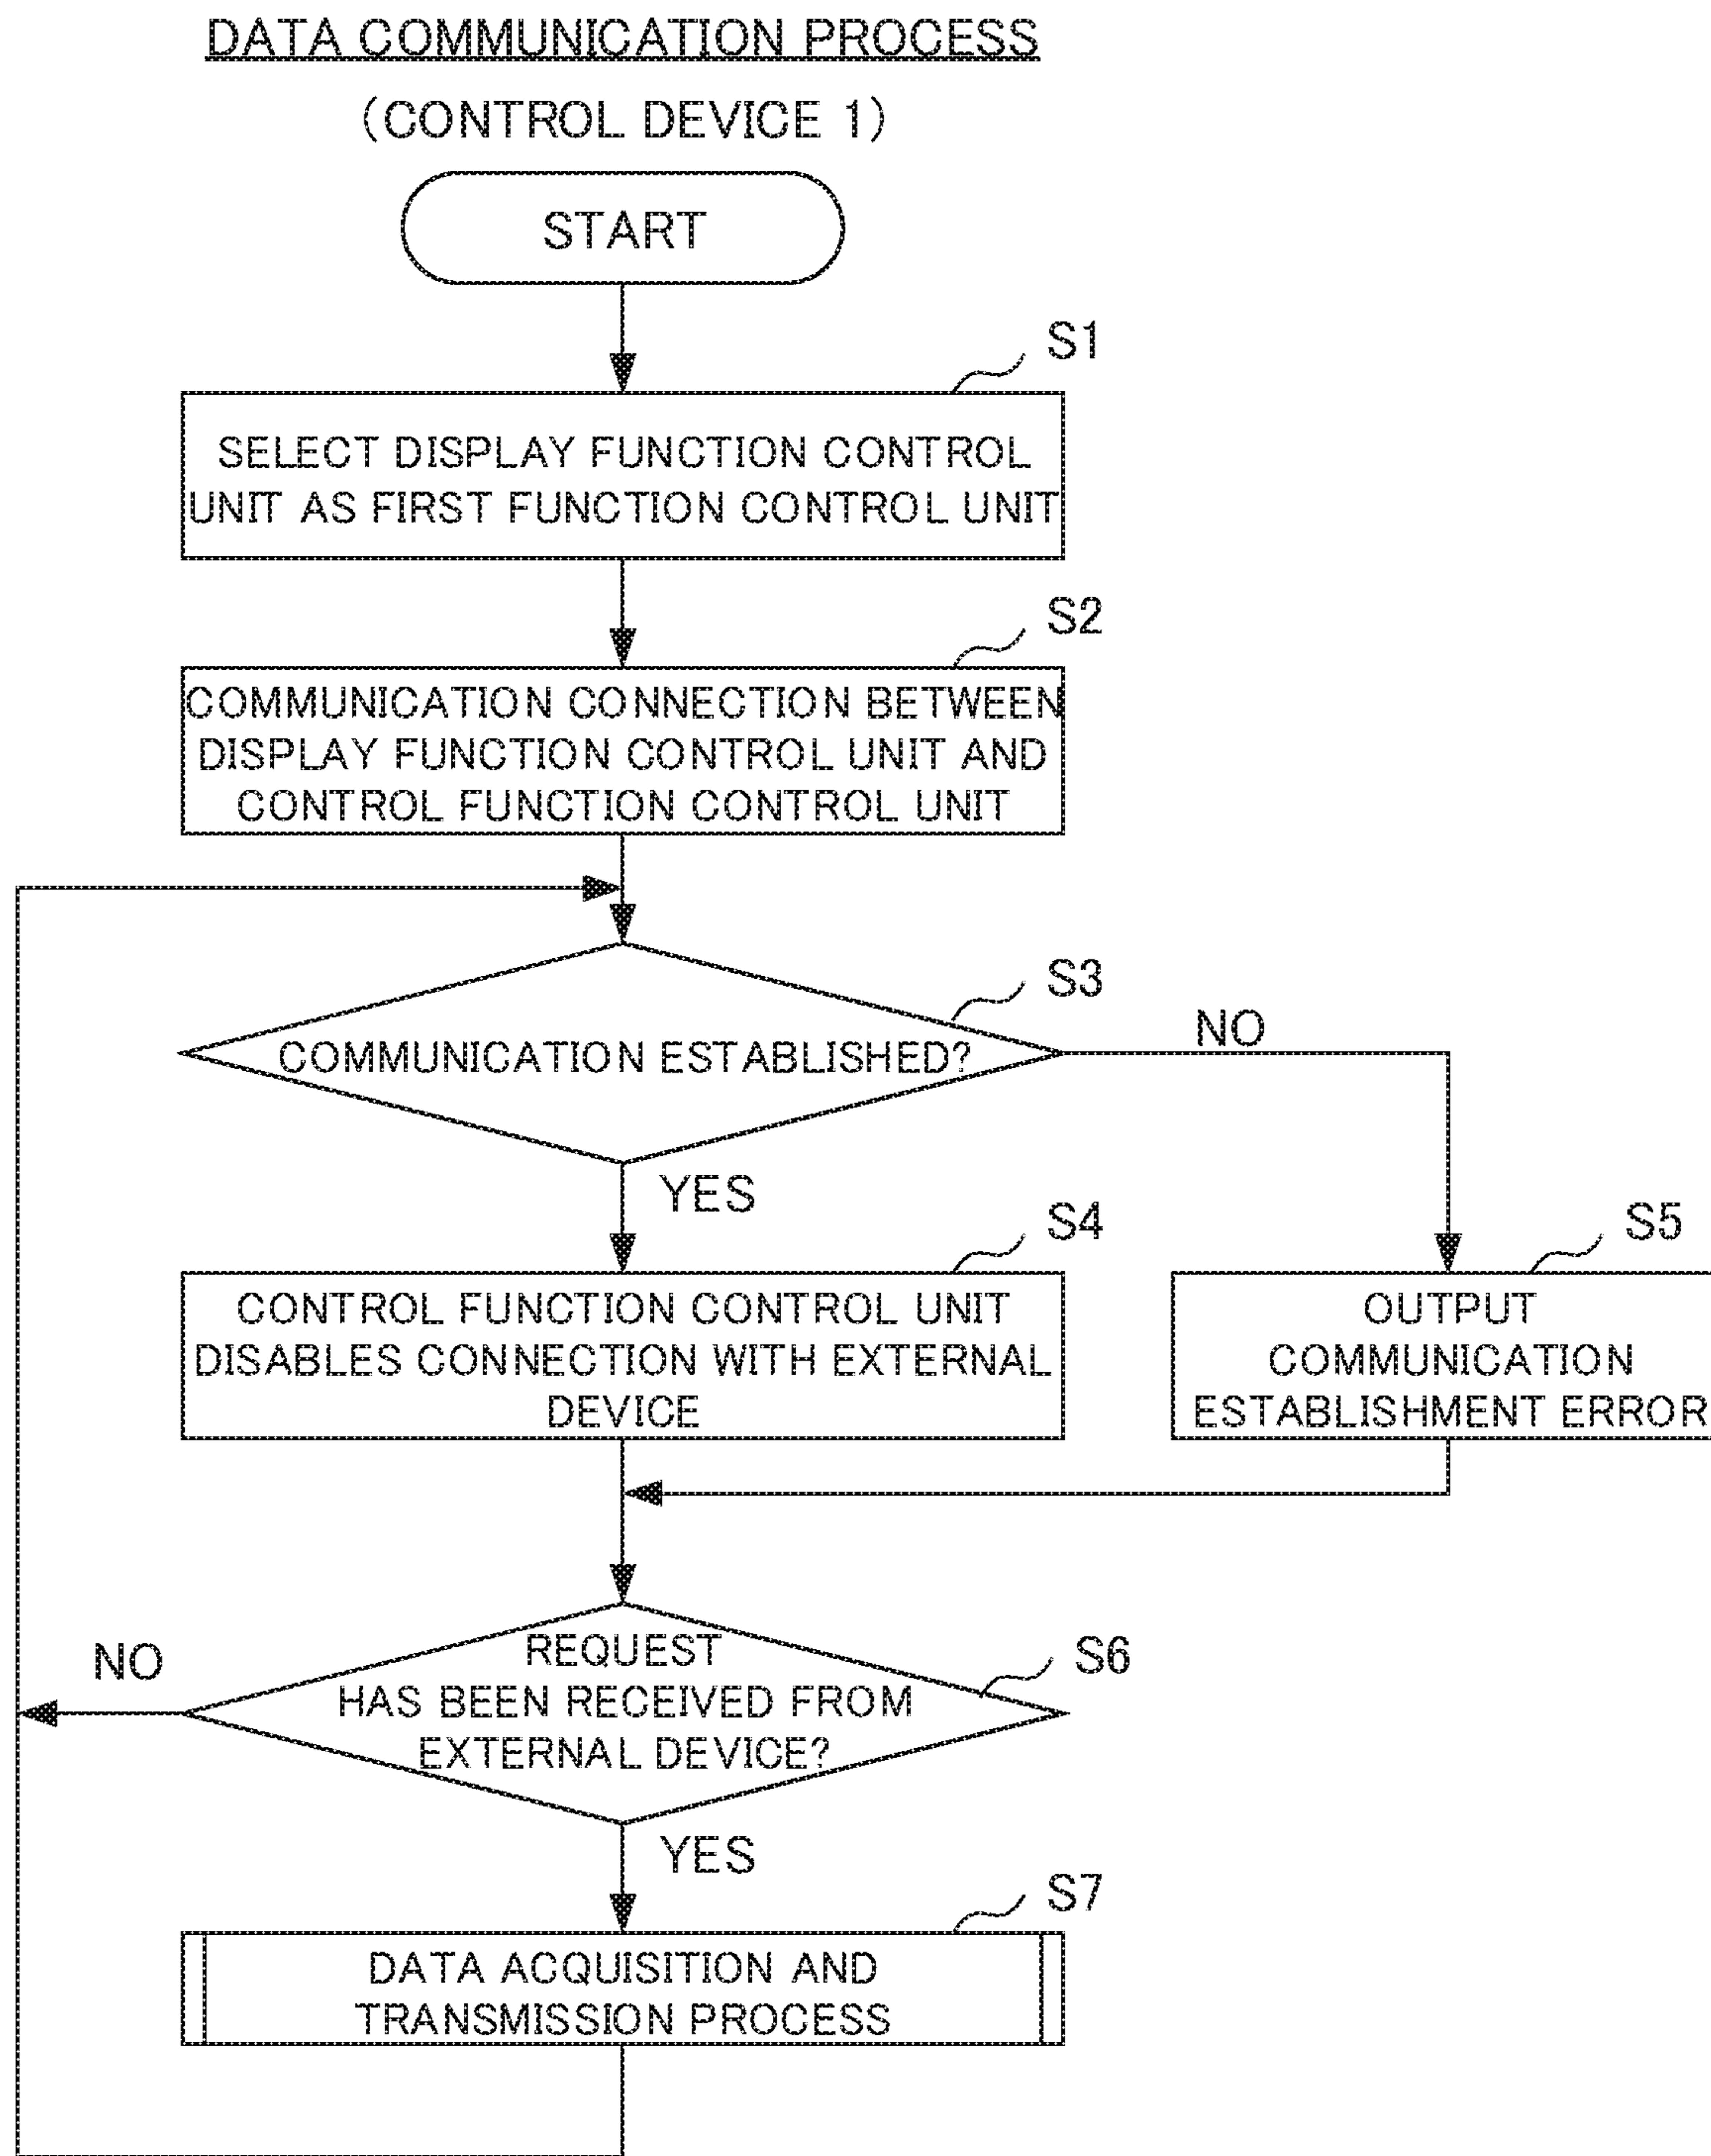 DATA COMMUNICATION PROCESS
(CONTROL DEVICE 1)
START
S1
SELECT DISPLAY FUNCTION CONTROL
UNIT AS FIRST FUNCTION CONTROL UNIT
S2
COMMUNICATION CONNECTION BETWEEN
DISPLAY FUNCTION CONTROL UNIT AND
CONTROL FUNCTION CONTROL UNIT
S3
COMMUNICATION ESTABLISHED?
NO
YES
S4
CONTROL FUNCTION CONTROL UNIT
DISABLES CONNECTION WITH EXTERNAL
DEVICE
S5
OUTPUT
COMMUNICATION
ESTABLISHMENT ERROR
S6
REQUEST
HAS BEEN RECEIVED FROM
EXTERNAL DEVICE?
NO
YES
S7
DATA ACQUISITION AND
TRANSMISSION PROCESS